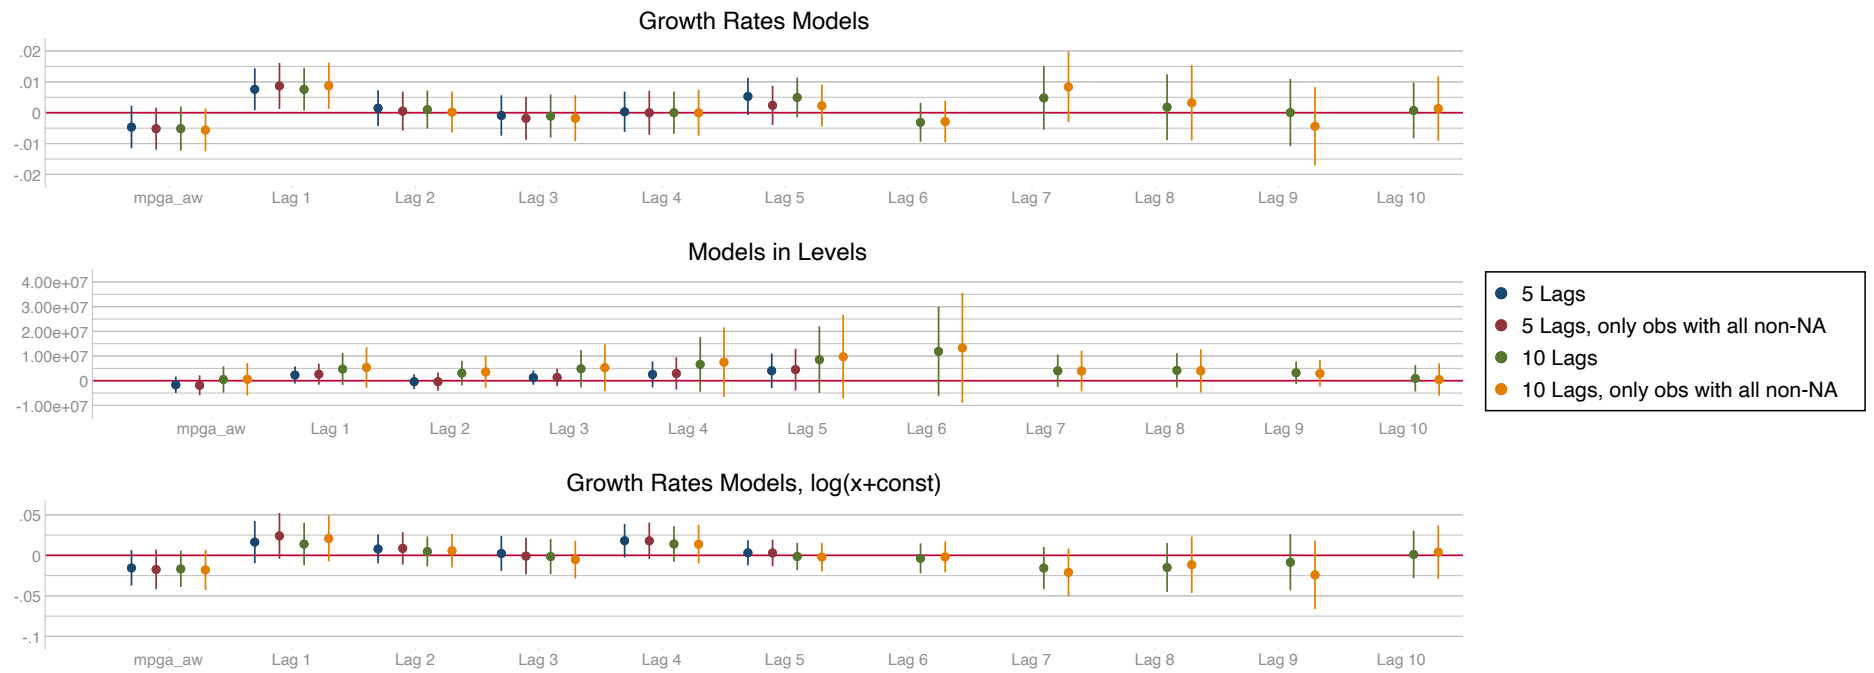 Growth Rates Models
.02
.01
0
-.01
-.02
mpga_aw Lag 1 Lag 2 Lag 3 Lag 4 Lag 5 Lag 6 Lag 7 Lag 8 Lag 9 Lag 10
Models in Levels
4.00e+07
3.00e+07
2.00e+07
1.00e+07
0
-1.00e+07
mpga_aw Lag 1 Lag 2 Lag 3 Lag 4 Lag 5 Lag 6 Lag 7 Lag 8 Lag 9 Lag 10
5 Lags
5 Lags, only obs with all non-NA
10 Lags
10 Lags, only obs with all non-NA
Growth Rates Models, log(x+const)
.05
0
-.05
-.1
mpga_aw Lag 1 Lag 2 Lag 3 Lag 4 Lag 5 Lag 6 Lag 7 Lag 8 Lag 9 Lag 10